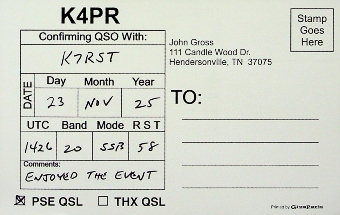 K4PR
Confirming QSO With:
K7RST
DATE
Day Month Year
23 NOV 25
UTC Band Mode R S T
1426 20 SSB 58
Comments:
ENJOYED THE EVENT
☒ PSE QSL ☐ THX QSL
John Gross
111 Candle Wood Dr.
Hendersonville, TN 37075
Stamp
Goes
Here
TO:
Printed by